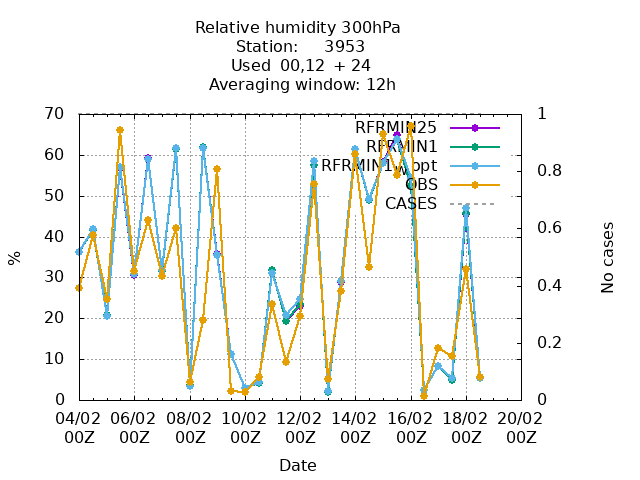 Relative humidity 300hPa
Station: 3953
Used 00,12 + 24
Averaging window: 12h
70
60
50
40
30
20
10
0
%
1
0.8
0.6
0.4
0.2
0
No cases
RFRMIN25
RFRMIN1
RFRMIN1_vopt
OBS
CASES
04/02 06/02 08/02 10/02 12/02 14/02 16/02 18/02 20/02
00Z 00Z 00Z 00Z 00Z 00Z 00Z 00Z 00Z
Date